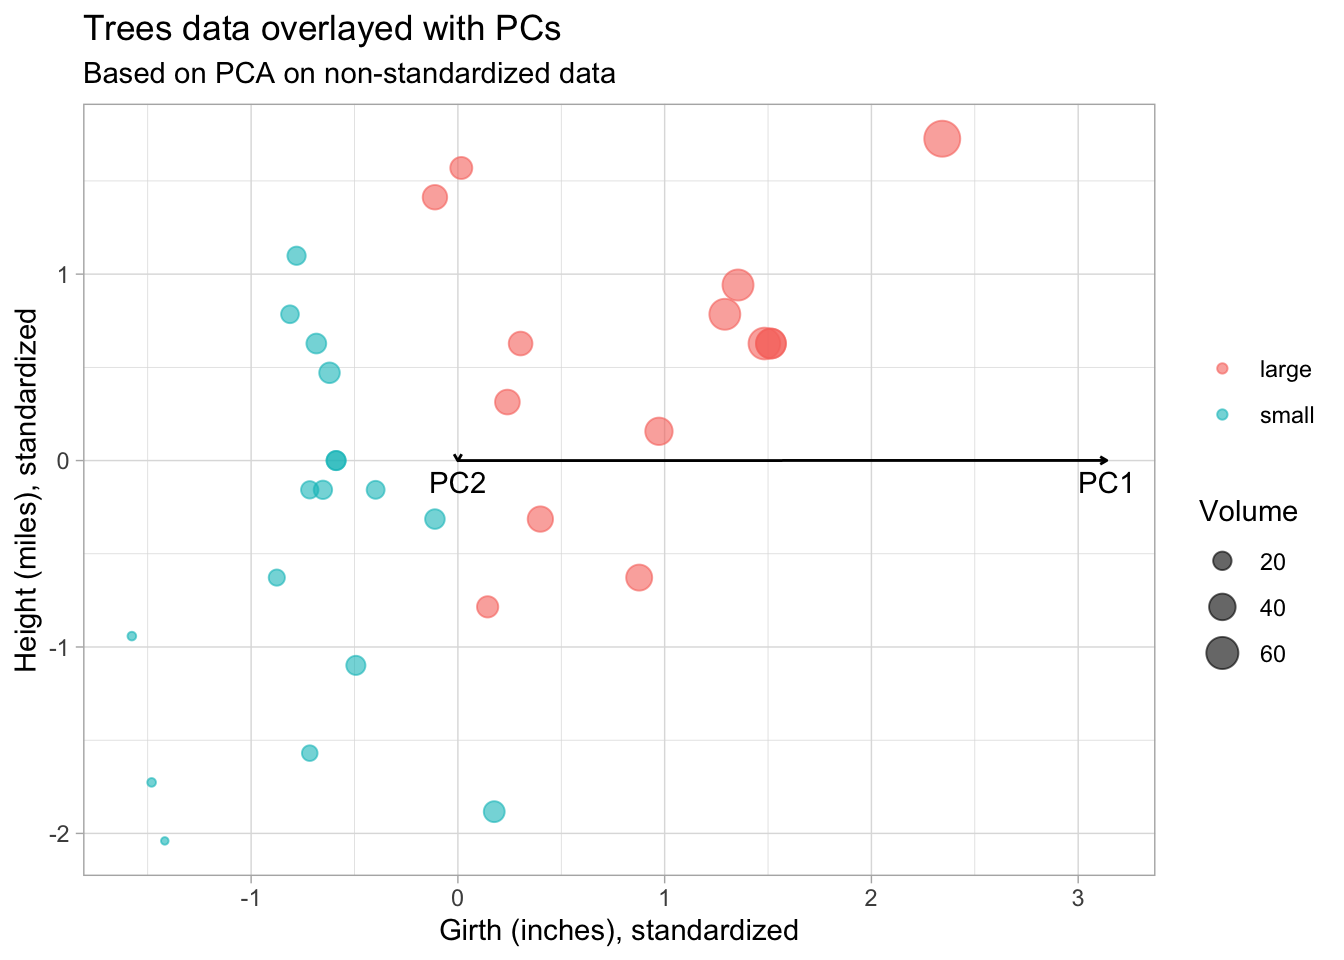 Trees data overlayed with PCs
Based on PCA on non-standardized data
Height (miles), standardized
1
0
-1
-2
PC2
PC1
-1
0
1
2
3
Girth (inches), standardized
large
small
Volume
20
40
60